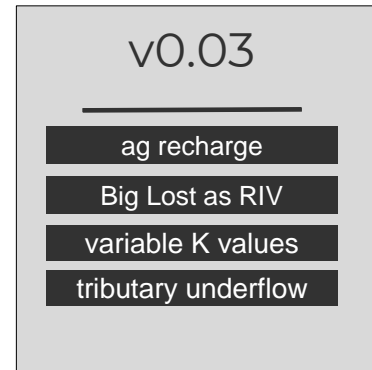 v0.03
ag recharge
Big Lost as RIV
variable K values
tributary underflow